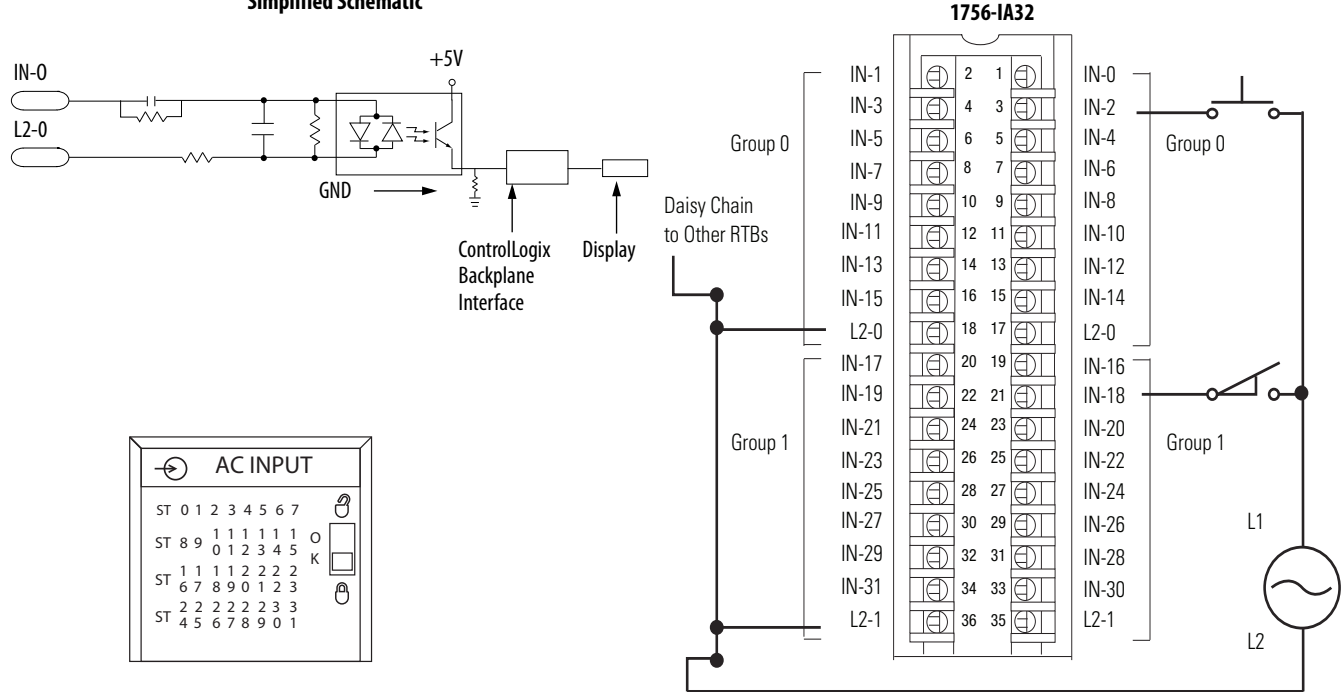 Simplified Schematic
IN-0
L2-0
+5V
GND
ControlLogix
Backplane
Interface
Display
AC INPUT
ST 0 1 2 3 4 5 6 7
ST 8 9 10 11 12 13 14 15
ST 16 17 18 19 20 21 22 23
ST 24 25 26 27 28 29 30 31
O
K
1756-IA32
Daisy Chain
to Other RTBs
Group 0
Group 1
IN-1 2 1 IN-0
IN-3 4 3 IN-2
IN-5 6 5 IN-4
IN-7 8 7 IN-6
IN-9 10 9 IN-8
IN-11 12 11 IN-10
IN-13 14 13 IN-12
IN-15 16 15 IN-14
L2-0 18 17 L2-0
IN-17 20 19 IN-16
IN-19 22 21 IN-18
IN-21 24 23 IN-20
IN-23 26 25 IN-22
IN-25 28 27 IN-24
IN-27 30 29 IN-26
IN-29 32 31 IN-28
IN-31 34 33 IN-30
L2-1 36 35 L2-1
Group 0
Group 1
L1
L2